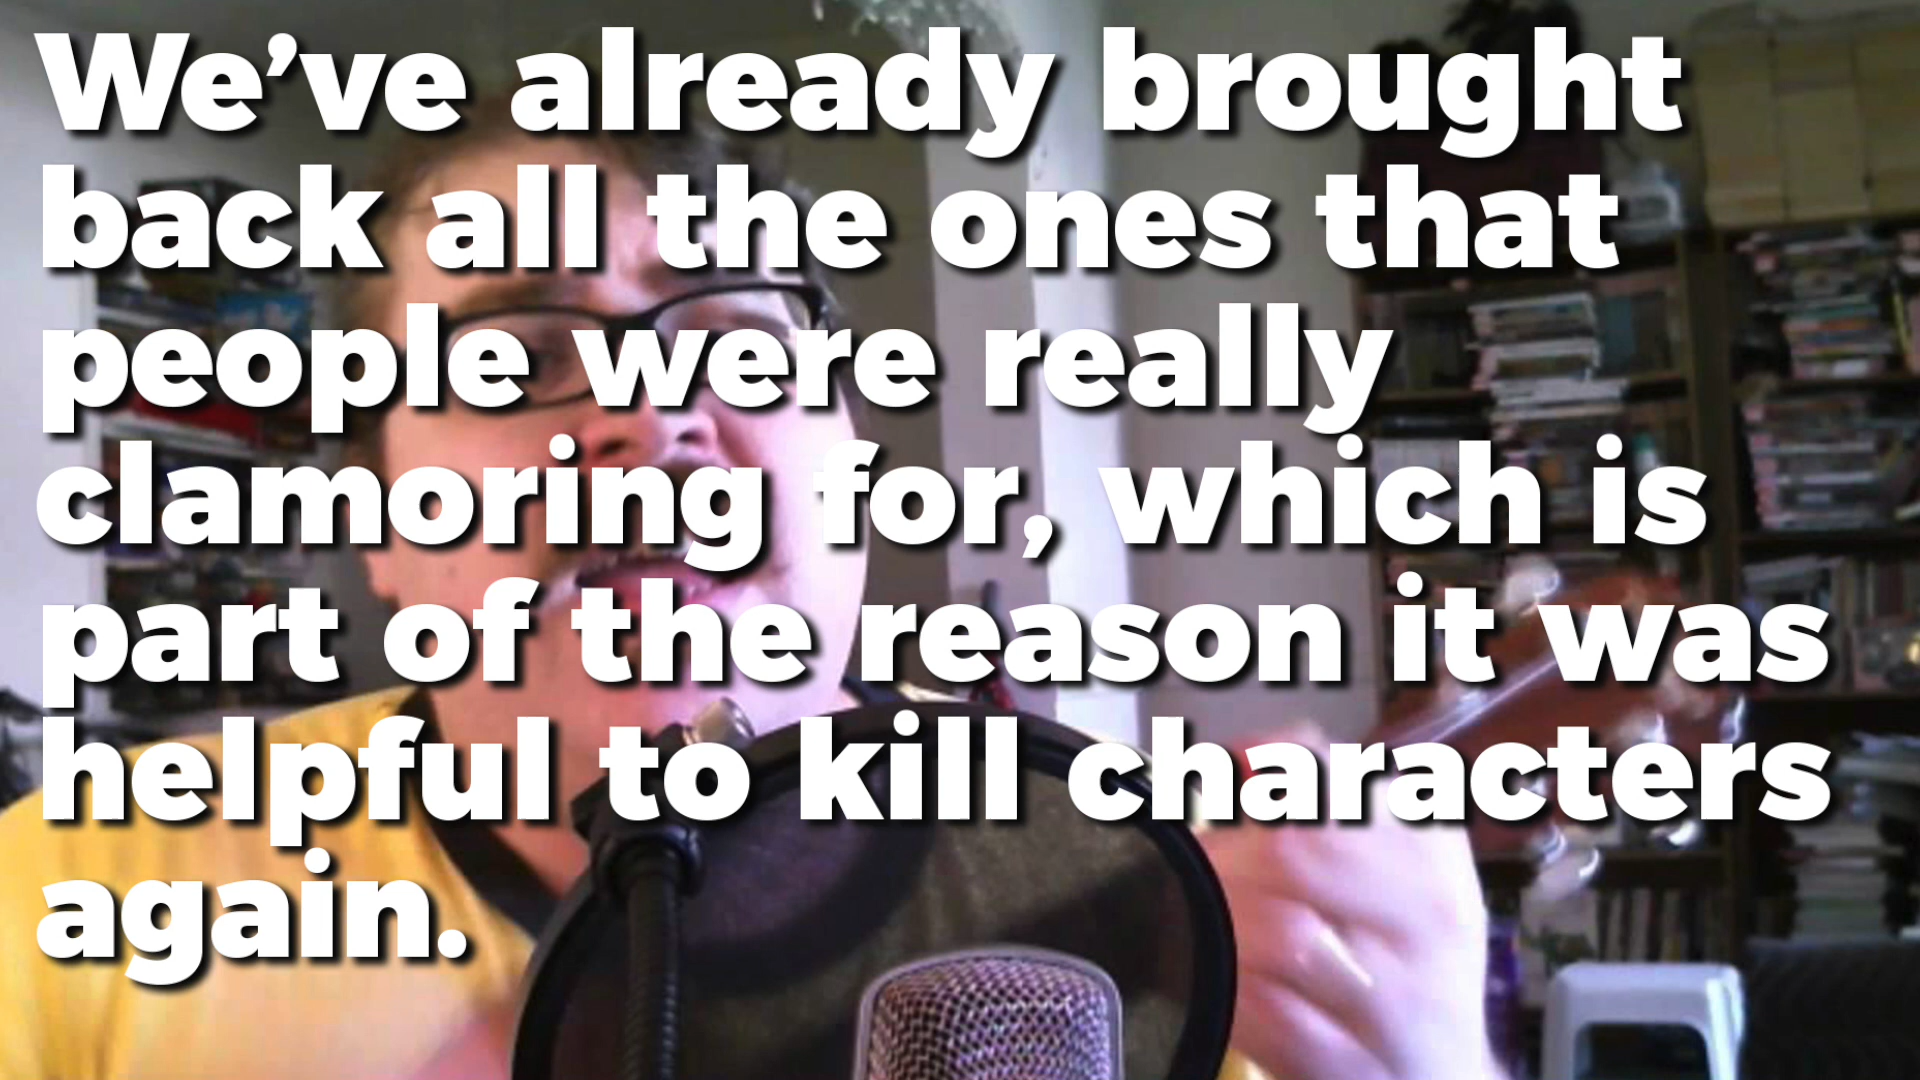 We’ve already brought
back all the ones that
people were really
clamoring for, which is
part of the reason it was
helpful to kill characters
again.